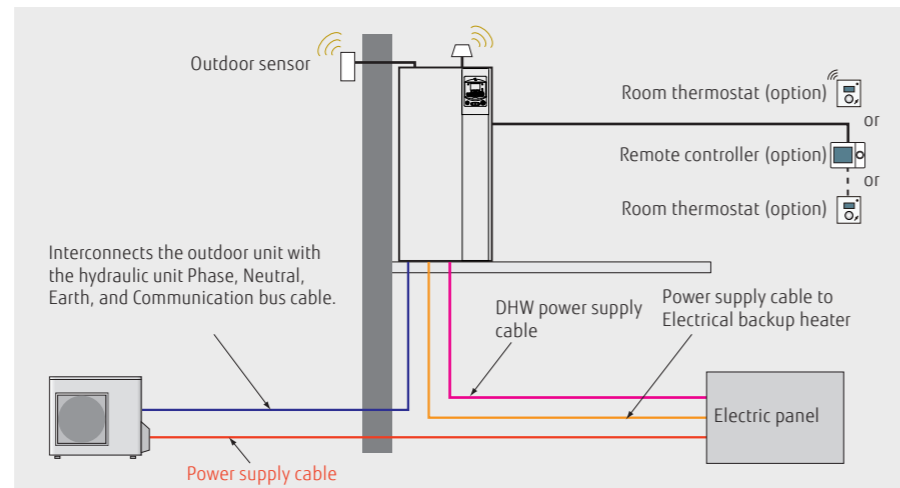 Outdoor sensor
Room thermostat (option)
or
Remote controller (option)
or
Room thermostat (option)
Interconnects the outdoor unit with
the hydraulic unit Phase, Neutral,
Earth, and Communication bus cable.
DHW power supply
cable
Power supply cable to
Electrical backup heater
Electric panel
Power supply cable